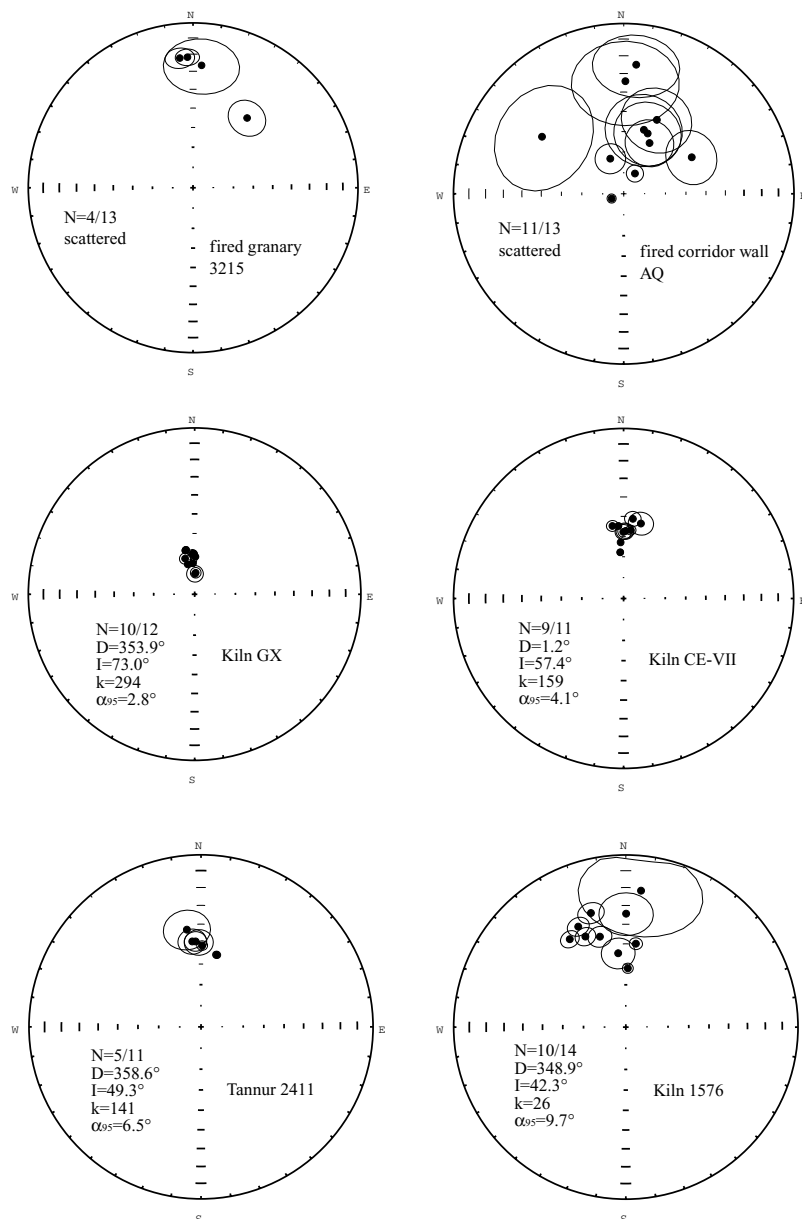 N
W
E
N=4/13
scattered
fired granary
3215
S
N
W
N=11/13
scattered
fired corridor wall
AQ
S
N
W
E
N=10/12
D=353.9°
I=73.0°
k=294
α95=2.8°
Kiln GX
S
N
W
N=9/11
D=1.2°
I=57.4°
k=159
α95=4.1°
Kiln CE-VII
S
N
W
E
N=5/11
D=358.6°
I=49.3°
k=141
α95=6.5°
Tannur 2411
S
N
W
E
N=10/14
D=348.9°
I=42.3°
k=26
α95=9.7°
Kiln 1576
S